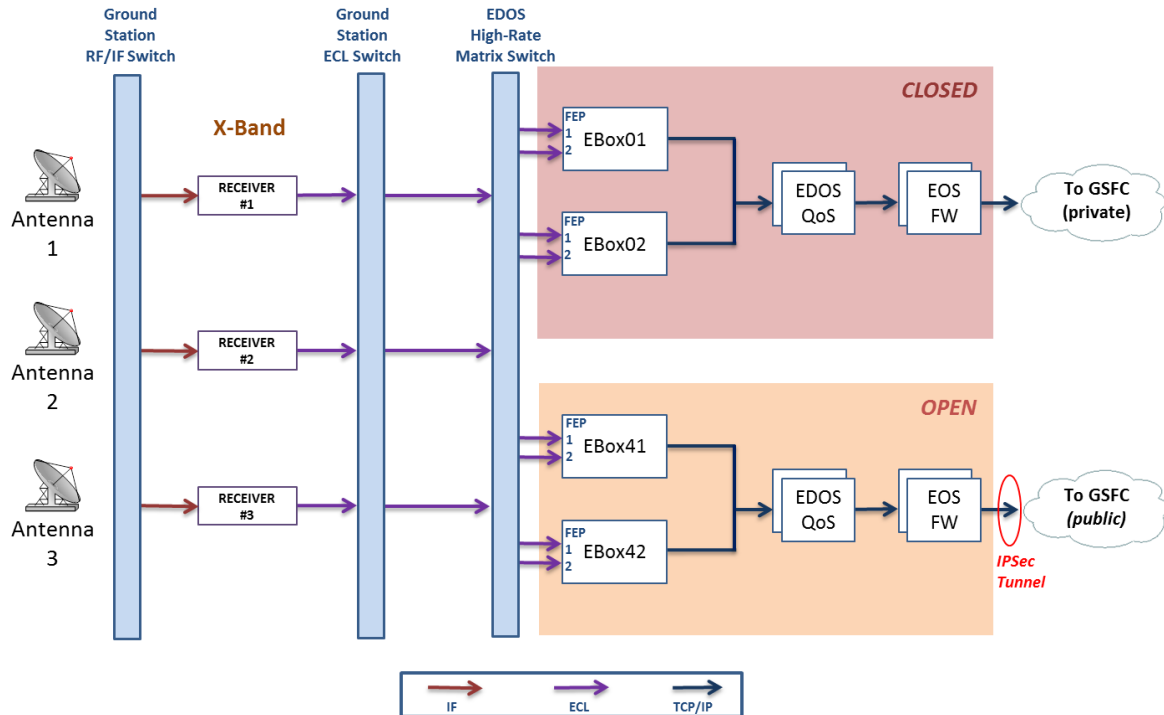 Ground
Station
RF/IF Switch
Ground
Station
ECL Switch
EDOS
High-Rate
Matrix Switch
X-Band
Antenna
1
Antenna
2
Antenna
3
RECEIVER
#1
RECEIVER
#2
RECEIVER
#3
CLOSED
FEP
1
2
EBox01
1
2
EBox02
EDOS
QoS
EOS
FW
To GSFC
(private)
OPEN
FEP
1
2
EBox41
FEP
1
2
EBox42
EDOS
QoS
EOS
FW
IPSec
Tunnel
To GSFC
(public)
IF
ECL
TCP/IP